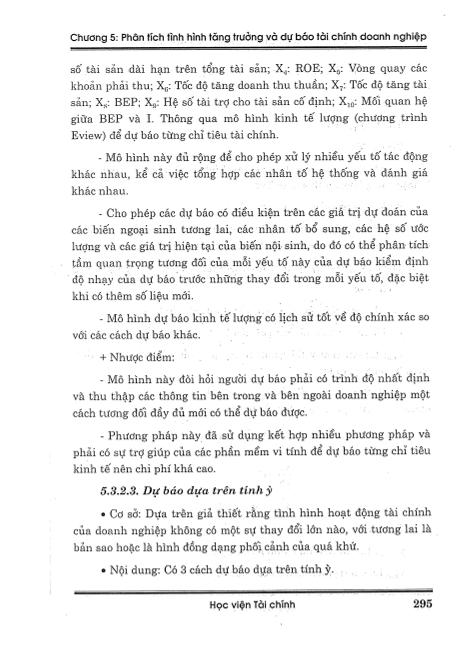 Chương 5: Phân tích tình hình tăng trưởng và dự báo tài chính doanh nghiệp
số tài sản dài hạn trên tổng tài sản; X₄: ROE; X₅: Vòng quay các
khoản phải thu; X₆: Tốc độ tăng doanh thu thuần; X₇: Tốc độ tăng tài
sản; X₈: BEP; X₉: Hệ số tài trợ cho tài sản cố định; X₁₀: Mối quan hệ
giữa BEP và I. Thông qua mô hình kinh tế lượng (chương trình
Eview) để dự báo từng chỉ tiêu tài chính.
- Mô hình này đủ rộng để cho phép xử lý nhiều yếu tố tác động
khác nhau, kể cả việc tổng hợp các nhân tố hệ thống và đánh giá
khác nhau.
- Cho phép các dự báo có điều kiện trên các giá trị dự đoán của
các biến ngoại sinh tương lai, các nhân tố bổ sung, các hệ số ước
lượng và các giá trị hiện tại của biến nội sinh, do đó có thể phân tích
tầm quan trọng tương đối của mỗi yếu tố này của dự báo kiểm định
độ nhạy của dự báo trước những thay đổi trong mỗi yếu tố, đặc biệt
khi có thêm số liệu mới.
- Mô hình dự báo kinh tế lượng có lịch sử tốt về độ chính xác so
với các cách dự báo khác.
+ Nhược điểm:
- Mô hình này đòi hỏi người dự báo phải có trình độ nhất định
và thu thập các thông tin bên trong và bên ngoài doanh nghiệp một
cách tương đối đầy đủ mới có thể dự báo được.
- Phương pháp này đã sử dụng kết hợp nhiều phương pháp và
phải có sự trợ giúp của các phần mềm vi tính để dự báo từng chỉ tiêu
kinh tế nên chi phí khá cao.
5.3.2.3. Dự báo dựa trên tính ỳ
• Cơ sở: Dựa trên giả thiết rằng tình hình hoạt động tài chính
của doanh nghiệp không có một sự thay đổi lớn nào, với tương lai là
bản sao hoặc là hình đồng dạng phối cảnh của quá khứ.
• Nội dung: Có 3 cách dự báo dựa trên tính ỳ.
Học viện Tài chính 295